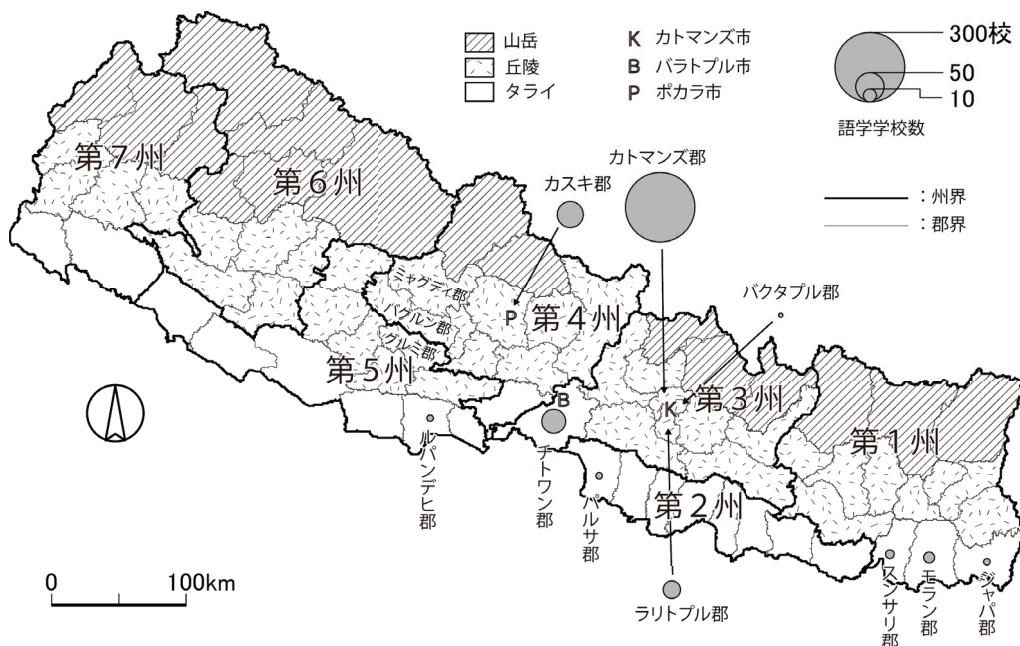 山岳
丘陵
タライ
K カトマンズ市
B バラトプル市
P ポカラ市
300校
50
10
語学学校数
:州界
:郡界
カトマンズ郡
カスキ郡
バクタプル郡
第7州
第6州
ミャグディ郡
バグルン郡
グルミ郡
P
第4州
第5州
B
K
第3州
第1州
第2州
ルパンデヒ郡
チトワン郡
パルサ郡
ラリトプル郡
スンサリ郡
モラン郡
ジャパ郡
0 100km